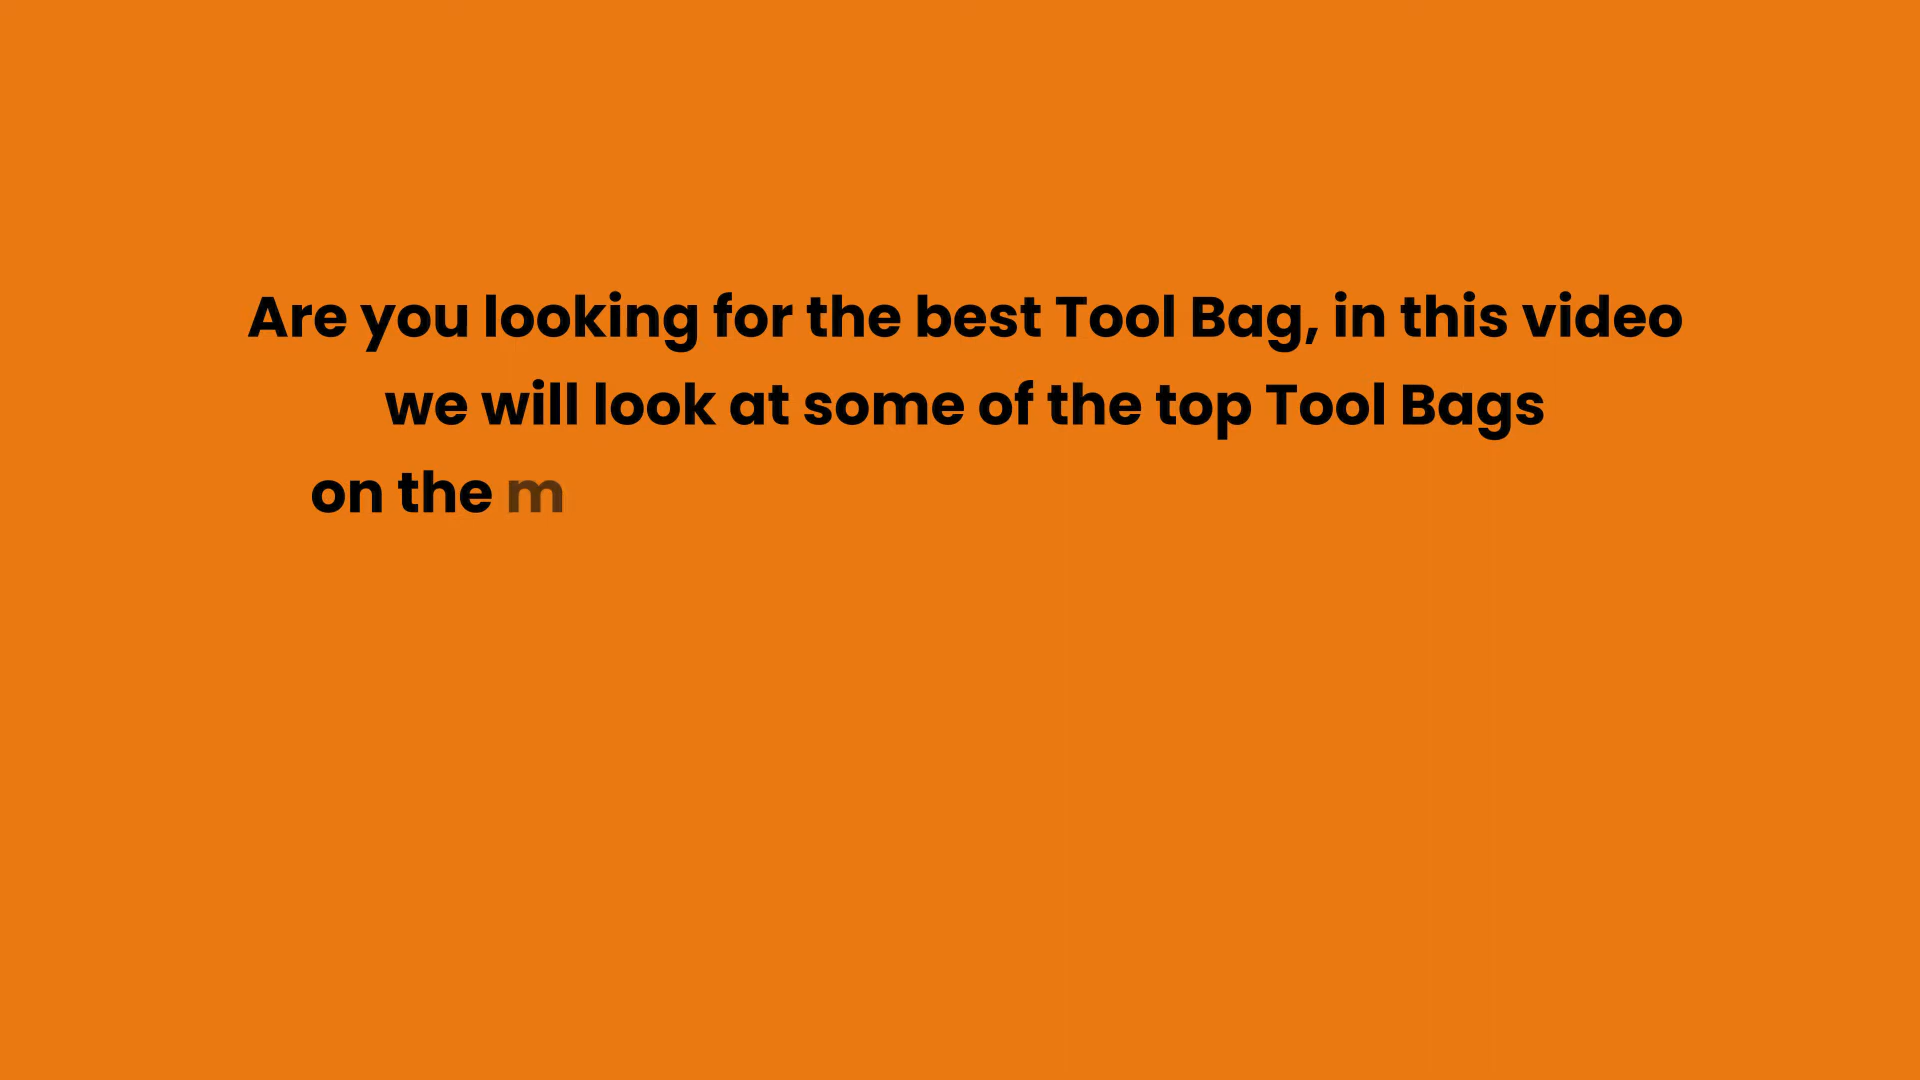 Are you looking for the best Tool Bag, in this video
we will look at some of the top Tool Bags
on the m